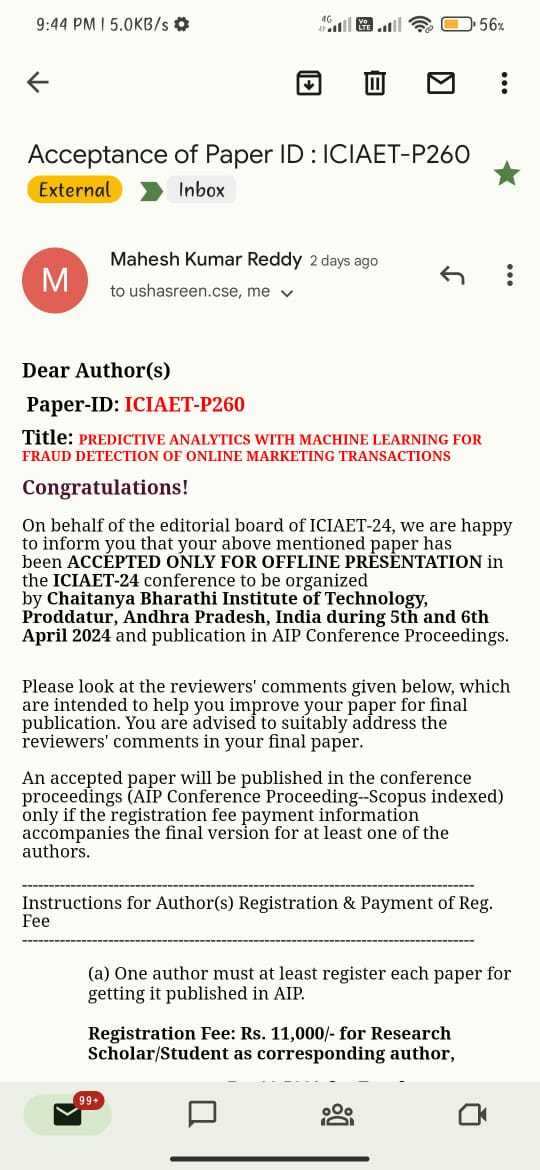 9:44 PM | 5.0KB/s
4G
Vo
LTE
56%
Acceptance of Paper ID : ICIAET-P260
External
Inbox
M
Mahesh Kumar Reddy 2 days ago
to ushasreen.cse, me
Dear Author(s)
Paper-ID: ICIAET-P260
Title: PREDICTIVE ANALYTICS WITH MACHINE LEARNING FOR
FRAUD DETECTION OF ONLINE MARKETING TRANSACTIONS
Congratulations!
On behalf of the editorial board of ICIAET-24, we are happy
to inform you that your above mentioned paper has
been ACCEPTED ONLY FOR OFFLINE PRESENTATION in
the ICIAET-24 conference to be organized
by Chaitanya Bharathi Institute of Technology,
Proddatur, Andhra Pradesh, India during 5th and 6th
April 2024 and publication in AIP Conference Proceedings.
Please look at the reviewers' comments given below, which
are intended to help you improve your paper for final
publication. You are advised to suitably address the
reviewers' comments in your final paper.
An accepted paper will be published in the conference
proceedings (AIP Conference Proceeding--Scopus indexed)
only if the registration fee payment information
accompanies the final version for at least one of the
authors.
Instructions for Author(s) Registration & Payment of Reg.
Fee
(a) One author must at least register each paper for
getting it published in AIP.
Registration Fee: Rs. 11,000/- for Research
Scholar/Student as corresponding author,
99+